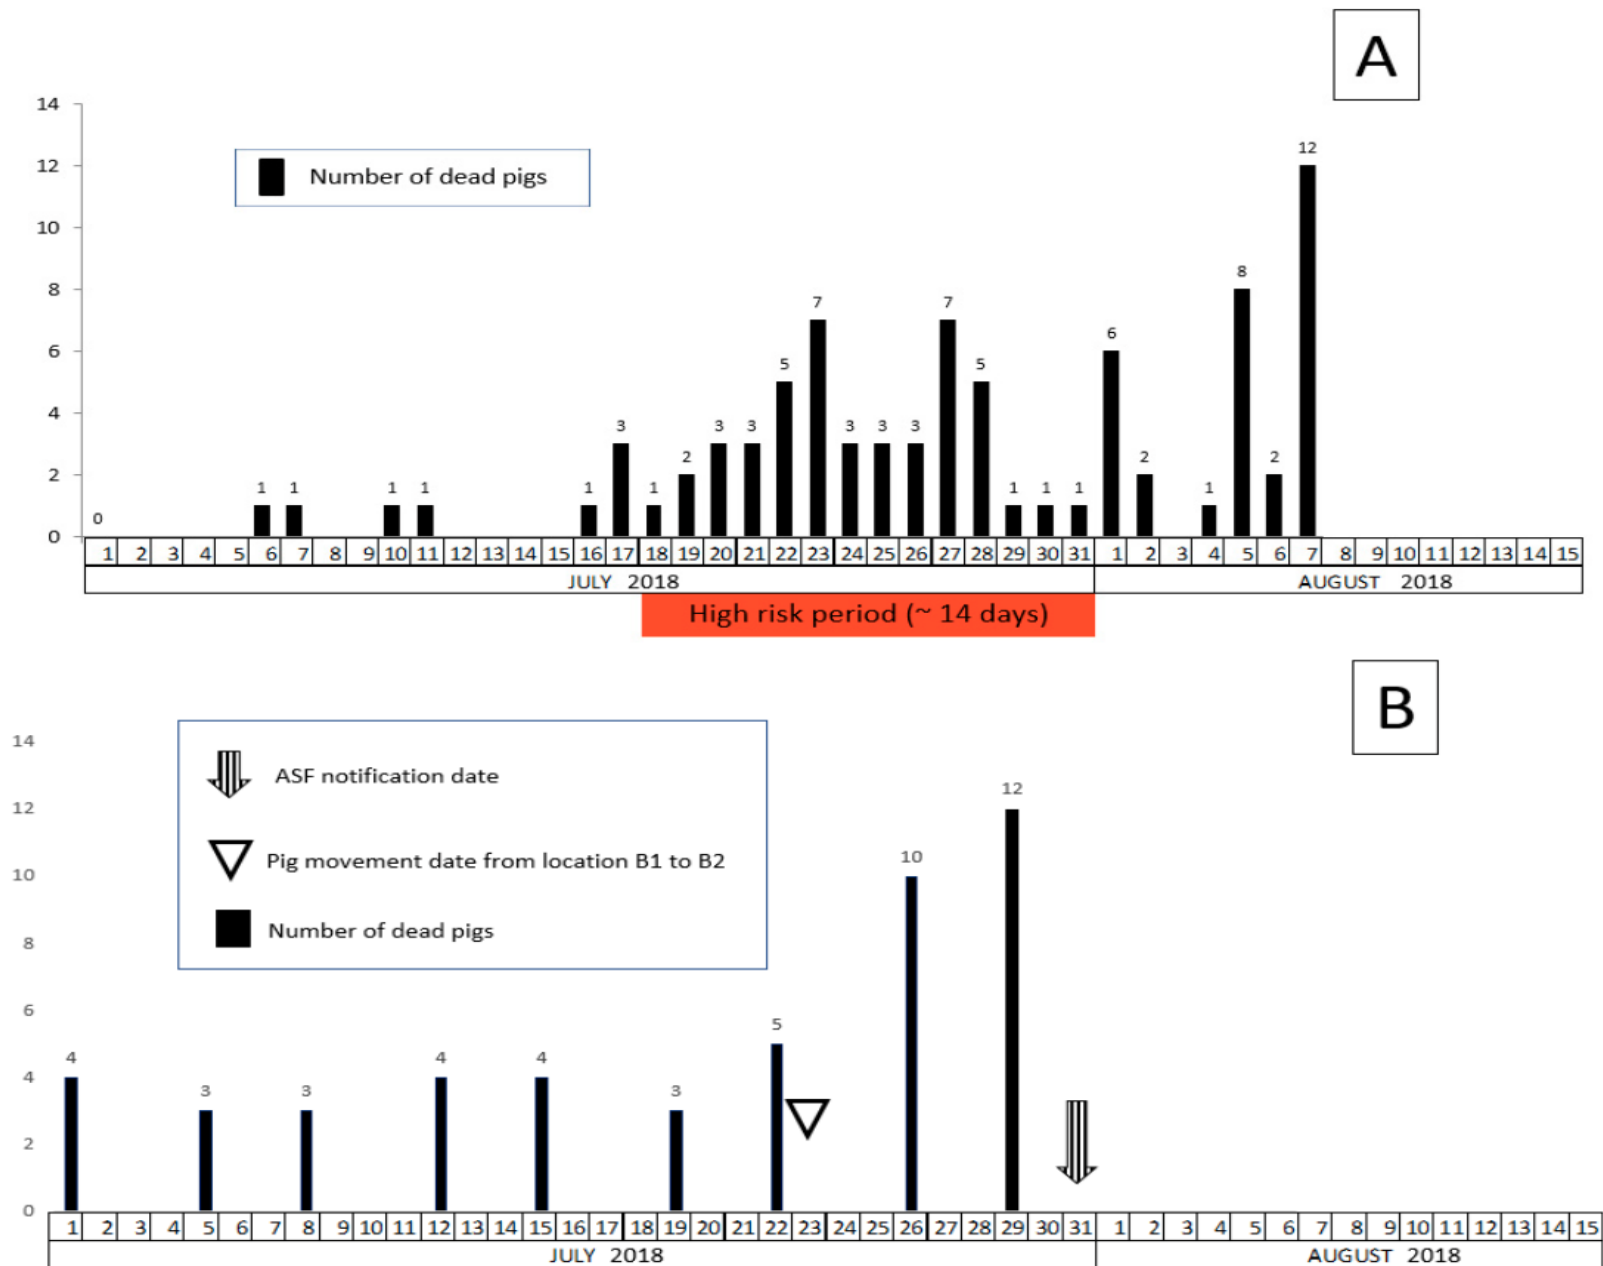 A
14
12
10
8
6
4
2
0
Number of dead pigs
0 1 1 1 1 1 3 1 2 3 3 5 7 3 3 3 7 5 1 1 1 6 2 1 8 2 12
1 2 3 4 5 6 7 8 9 10 11 12 13 14 15 16 17 18 19 20 21 22 23 24 25 26 27 28 29 30 31 1 2 3 4 5 6 7 8 9 10 11 12 13 14 15
JULY 2018 AUGUST 2018
High risk period (~ 14 days)
B
14
12
10
8
6
4
2
0
ASF notification date
Pig movement date from location B1 to B2
Number of dead pigs
4 3 3 4 4 3 5 10 12
1 2 3 4 5 6 7 8 9 10 11 12 13 14 15 16 17 18 19 20 21 22 23 24 25 26 27 28 29 30 31 1 2 3 4 5 6 7 8 9 10 11 12 13 14 15
JULY 2018 AUGUST 2018